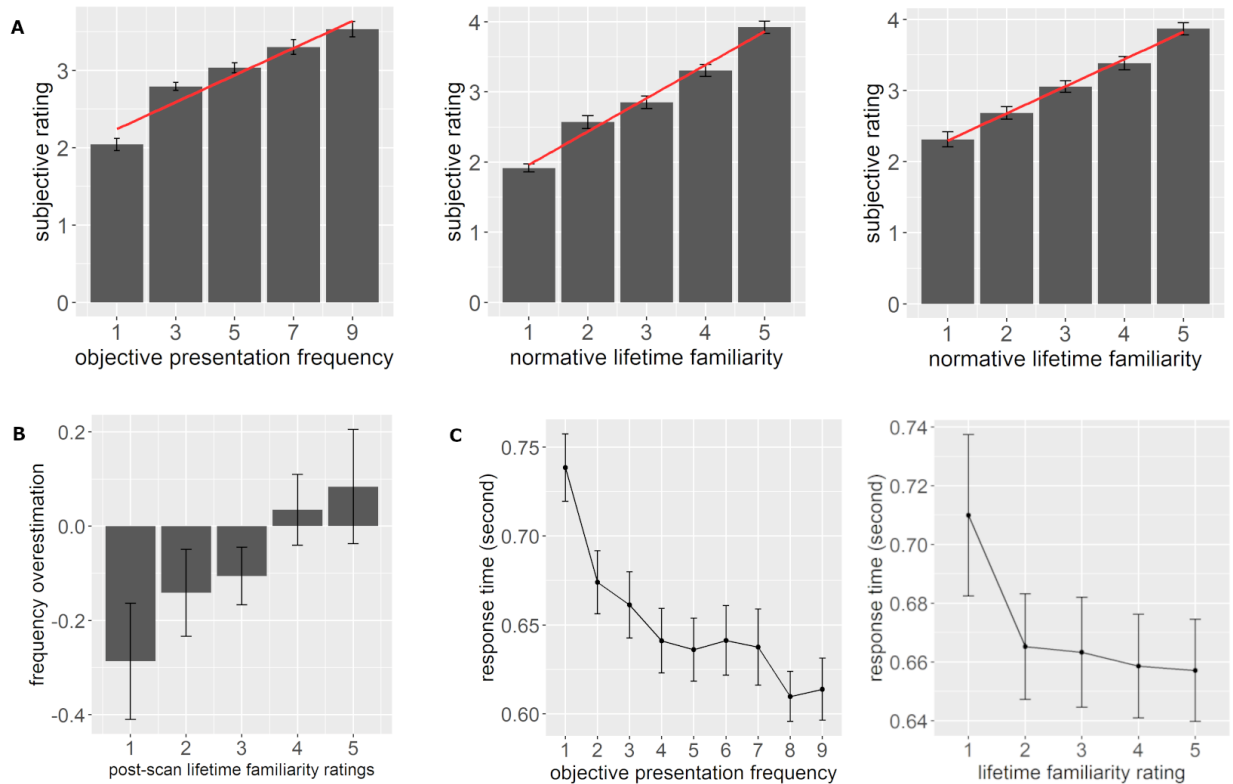 A
subjective rating
3
2
1
0
1 3 5 7 9
objective presentation frequency
subjective rating
4
3
2
1
0
1 2 3 4 5
normative lifetime familiarity
subjective rating
4
3
2
1
0
1 2 3 4 5
normative lifetime familiarity
B
frequency overestimation
0.2
0.0
-0.2
-0.4
1 2 3 4 5
post-scan lifetime familiarity ratings
C
response time (second)
0.75
0.70
0.65
0.60
1 2 3 4 5 6 7 8 9
objective presentation frequency
response time (second)
0.74
0.72
0.70
0.68
0.66
0.64
1 2 3 4 5
lifetime familiarity rating